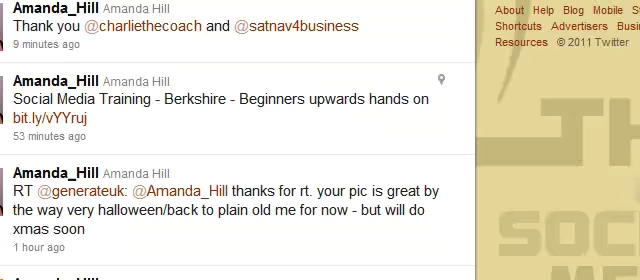 Amanda_Hill Amanda Hill
Thank you @charliethecoach and @satnav4business
9 minutes ago
Amanda_Hill Amanda Hill
Social Media Training - Berkshire - Beginners upwards hands on
bit.ly/vYYruj
53 minutes ago
Amanda_Hill Amanda Hill
RT @generateuk: @Amanda_Hill thanks for rt. your pic is great by
the way very halloween/back to plain old me for now - but will do
xmas soon
1 hour ago
About Help Blog Mobile
Shortcuts Advertisers
Resources © 2011 Twitter
SOC